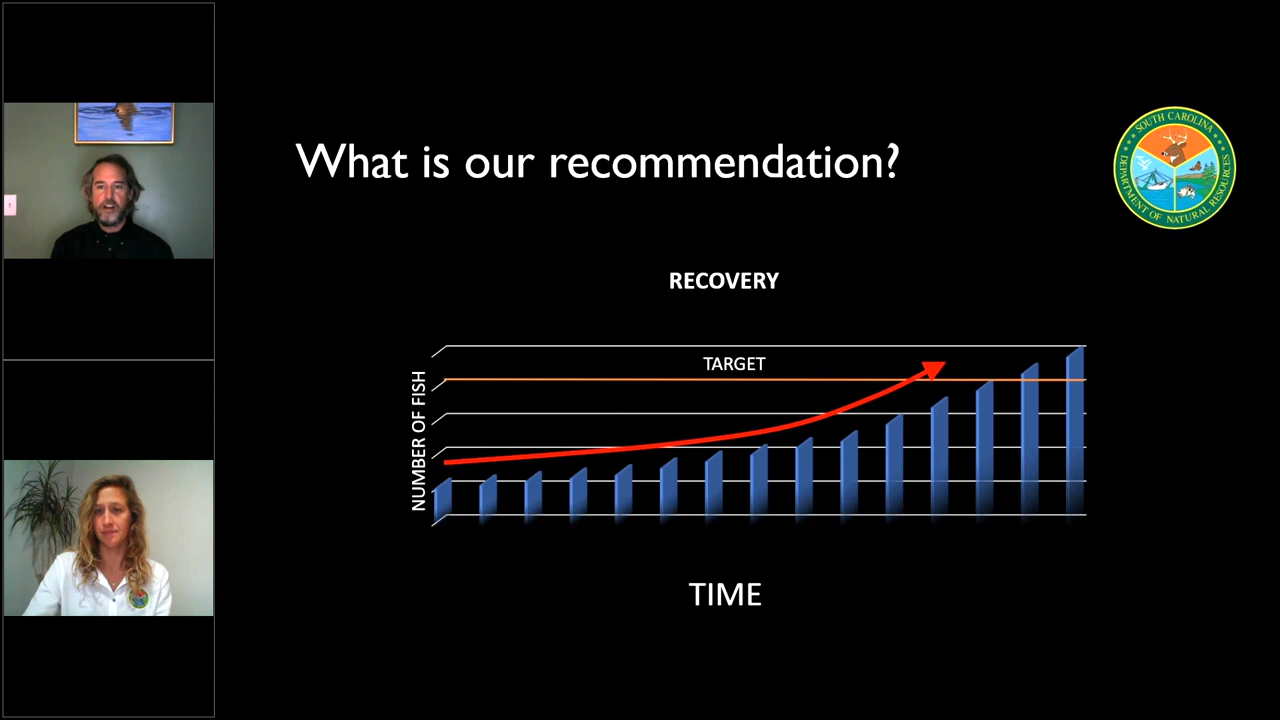 What is our recommendation?
SOUTH CAROLINA
DEPARTMENT OF NATURAL RESOURCES
RECOVERY
TARGET
NUMBER OF FISH
TIME